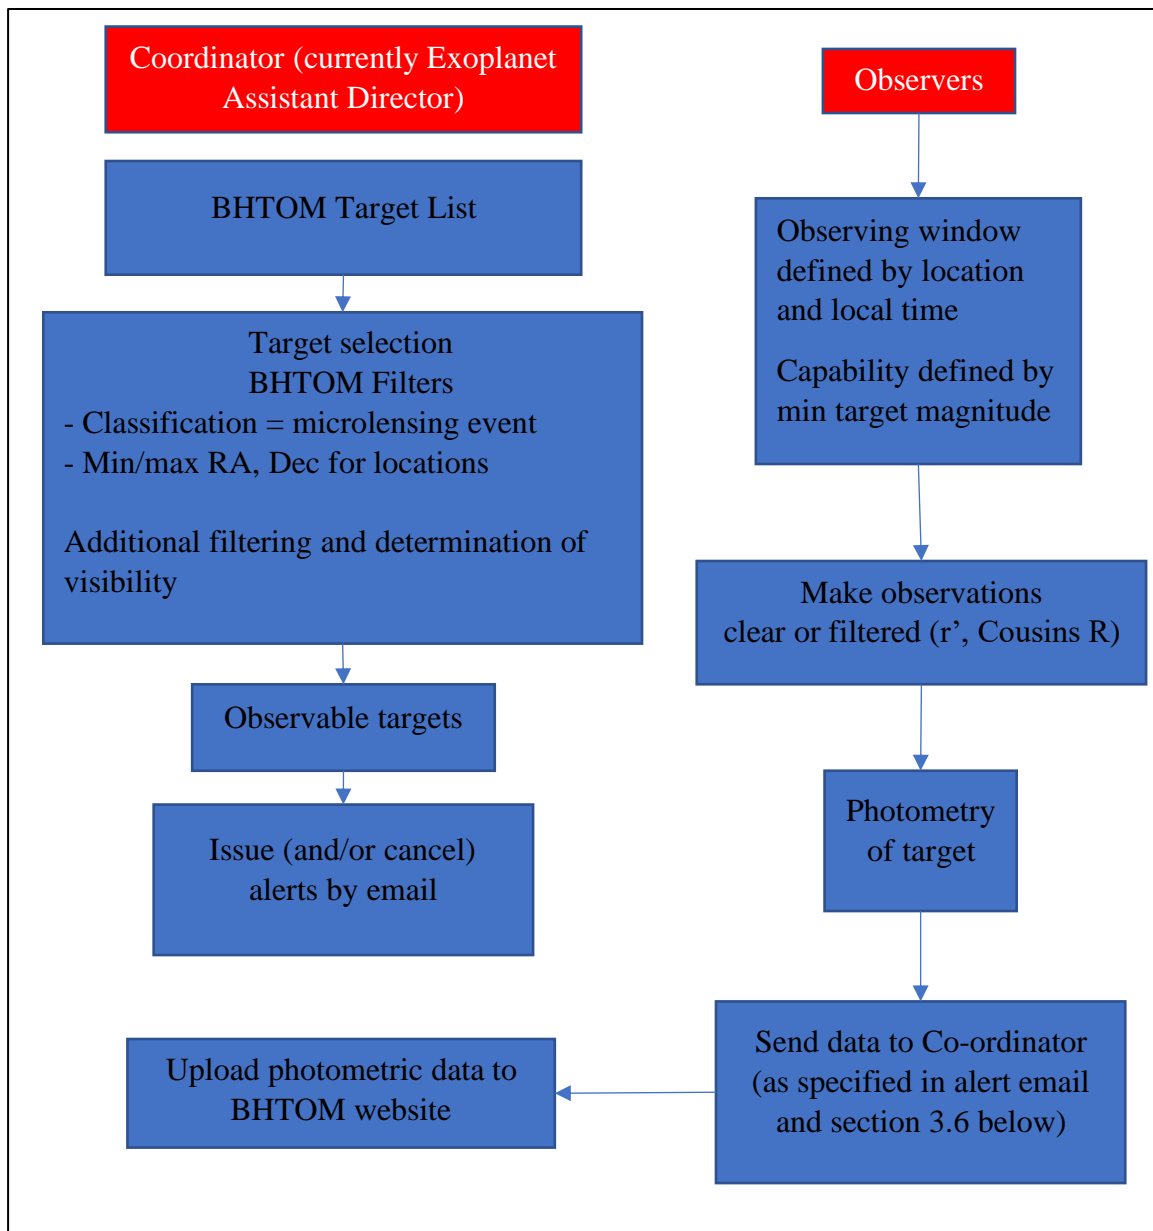 Coordinator (currently Exoplanet
Assistant Director)
BHTOM Target List
Target selection
BHTOM Filters
- Classification = microlensing event
- Min/max RA, Dec for locations
Additional filtering and determination of
visibility
Observable targets
Issue (and/or cancel)
alerts by email
Observers
Observing window
defined by location
and local time
Capability defined by
min target magnitude
Make observations
clear or filtered (r’, Cousins R)
Photometry
of target
Send data to Co-ordinator
(as specified in alert email
and section 3.6 below)
Upload photometric data to
BHTOM website